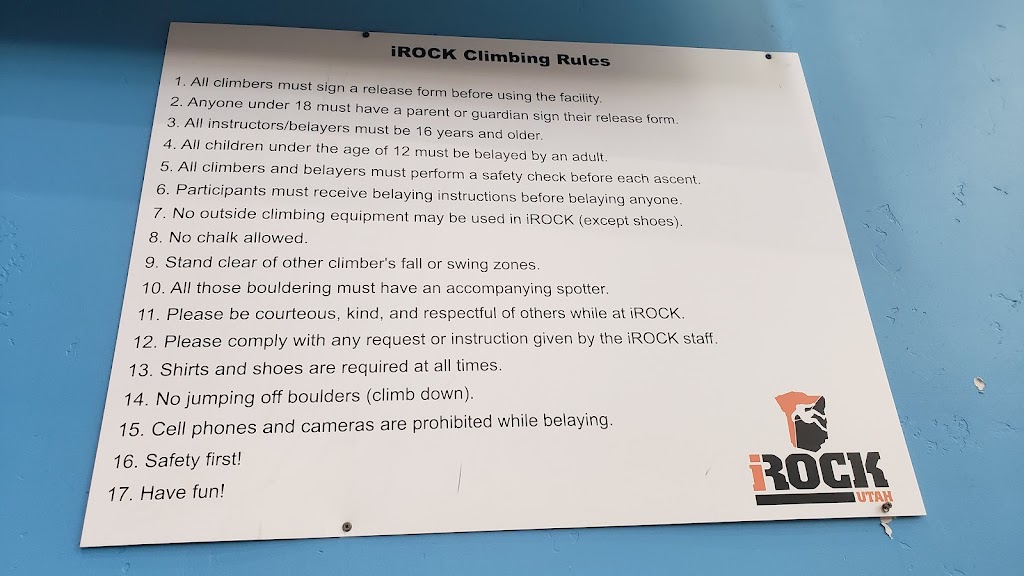 iROCK Climbing Rules
1. All climbers must sign a release form before using the facility.
2. Anyone under 18 must have a parent or guardian sign their release form.
3. All instructors/belayers must be 16 years and older.
4. All children under the age of 12 must be belayed by an adult.
5. All climbers and belayers must perform a safety check before each ascent.
6. Participants must receive belaying instructions before belaying anyone.
7. No outside climbing equipment may be used in iROCK (except shoes).
8. No chalk allowed.
9. Stand clear of other climber's fall or swing zones.
10. All those bouldering must have an accompanying spotter.
11. Please be courteous, kind, and respectful of others while at iROCK.
12. Please comply with any request or instruction given by the iROCK staff.
13. Shirts and shoes are required at all times.
14. No jumping off boulders (climb down).
15. Cell phones and cameras are prohibited while belaying.
16. Safety first!
17. Have fun!
iROCK
UTAH